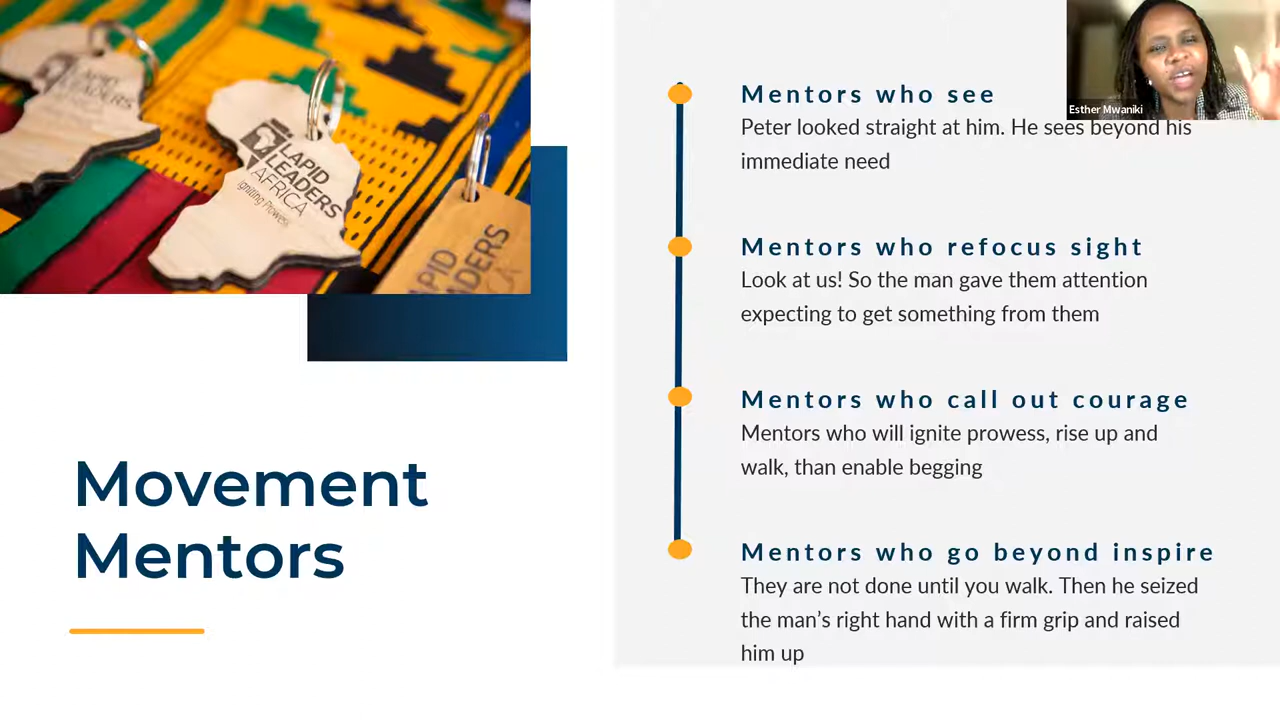 LAPID
LEADERS
LAPID
LEADERS
AFRICA
Igniting Prowess
LEADERS
Esther Mwaniki
Mentors who see
Peter looked straight at him. He sees beyond his
immediate need
Mentors who refocus sight
Look at us! So the man gave them attention
expecting to get something from them
Mentors who call out courage
Mentors who will ignite prowess, rise up and
walk, than enable begging
Mentors who go beyond inspire
They are not done until you walk. Then he seized
the man’s right hand with a firm grip and raised
him up
Movement
Mentors